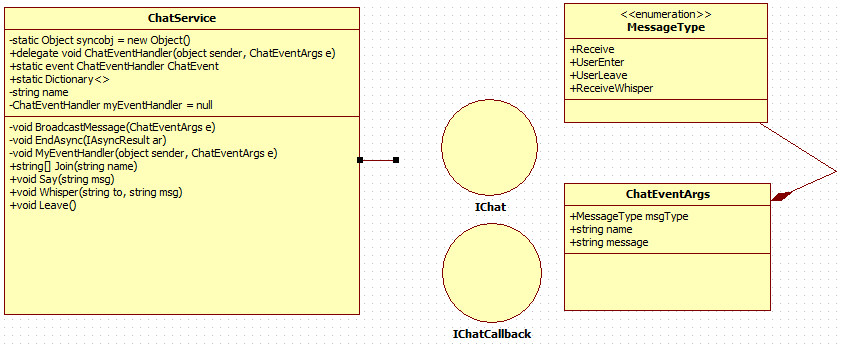 ChatService
-static Object syncobj = new Object()
+delegate void ChatEventHandler(object sender, ChatEventArgs e)
+static event ChatEventHandler ChatEvent
+static Dictionary<>
-string name
-ChatEventHandler myEventHandler = null
-void BroadcastMessage(ChatEventArgs e)
-void EndAsync(IAsyncResult ar)
-void MyEventHandler(object sender, ChatEventArgs e)
+string[] Join(string name)
+void Say(string msg)
+void Whisper(string to, string msg)
+void Leave()
IChat
IChatCallback
<<enumeration>>
MessageType
+Receive
+UserEnter
+UserLeave
+ReceiveWhisper
ChatEventArgs
+MessageType msgType
+string name
+string message